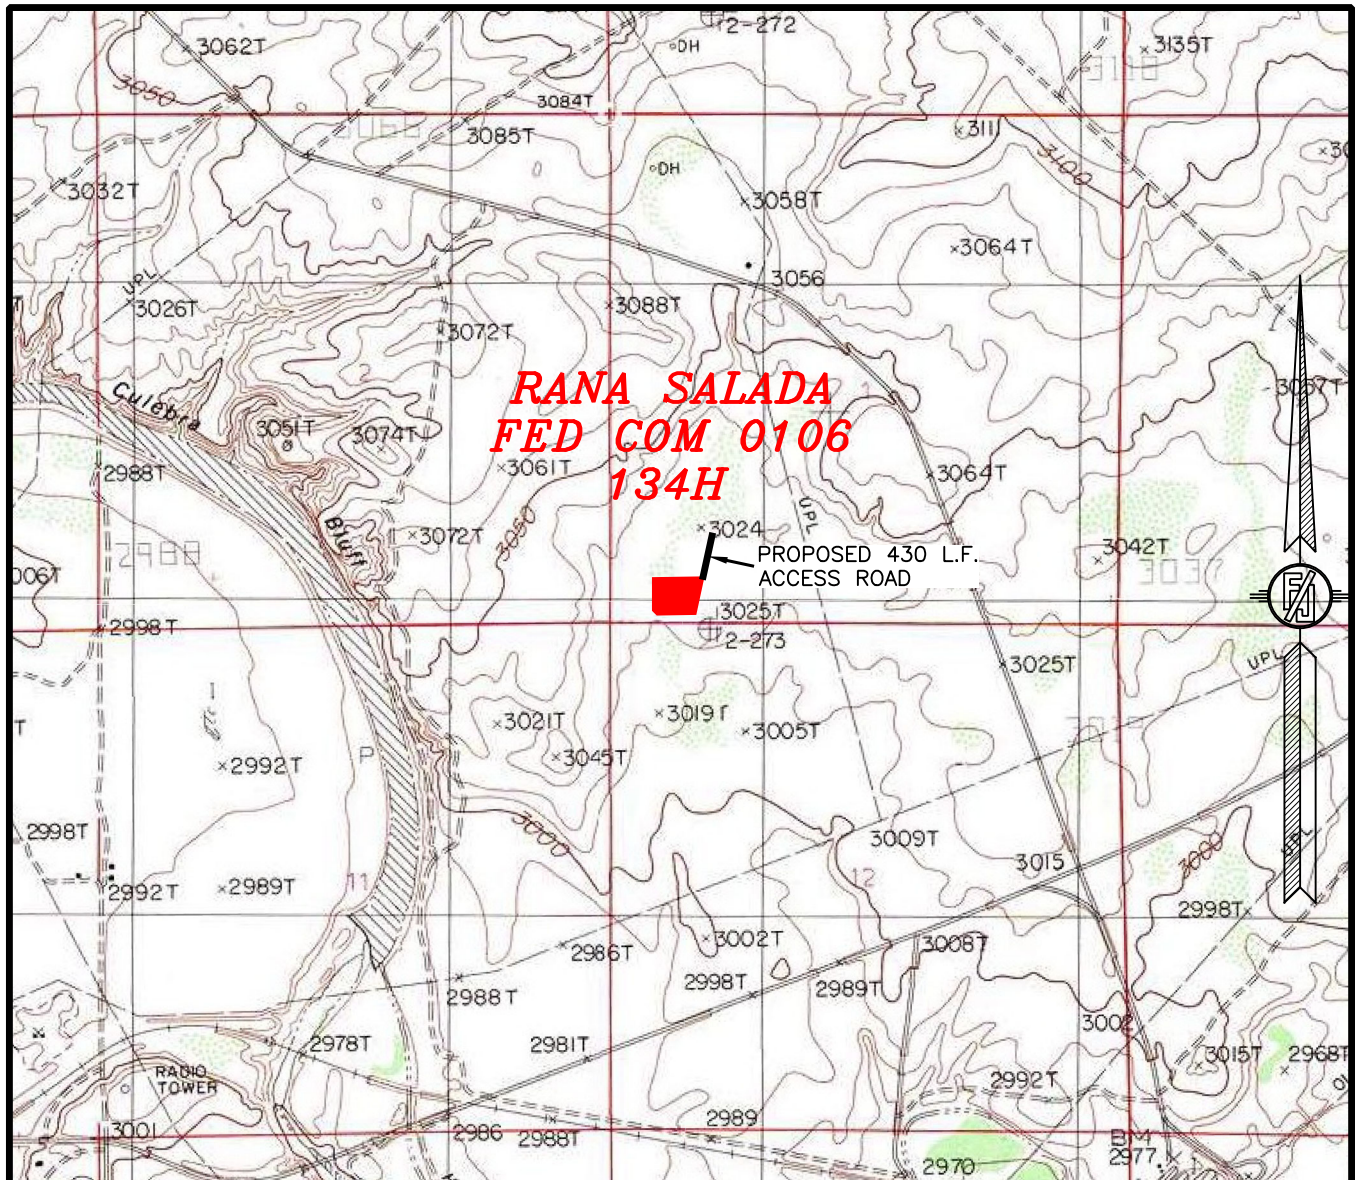 2-272
DH
3135T
3062T
3050
3084T
3111
3085T
3100
DH
3032T
3058T
3064T
UPL
3056
3026T
3088T
3072T
RANA SALADA
FED COM 0106
134H
Culebra
Bluff
3051T
3074T
3057T
3061T
2988T
3064T
3050
UPL
3024
3072T
PROPOSED 430 L.F.
ACCESS ROAD
3042T
2988
006T
3025T
2-273
2998T
3025T
UPL
3019T
3021T
3005T
3045T
P
2992T
2998T
3000
3009T
3015
3000
UPL
11
12
2992T
2989T
2998T
3002T
3008T
2986T
2998T
2989T
2988T
3002
2978T
2981T
3015T
2968T
RADIO
TOWER
2992T
3001
2986
2988T
2989
BM
2977
2970